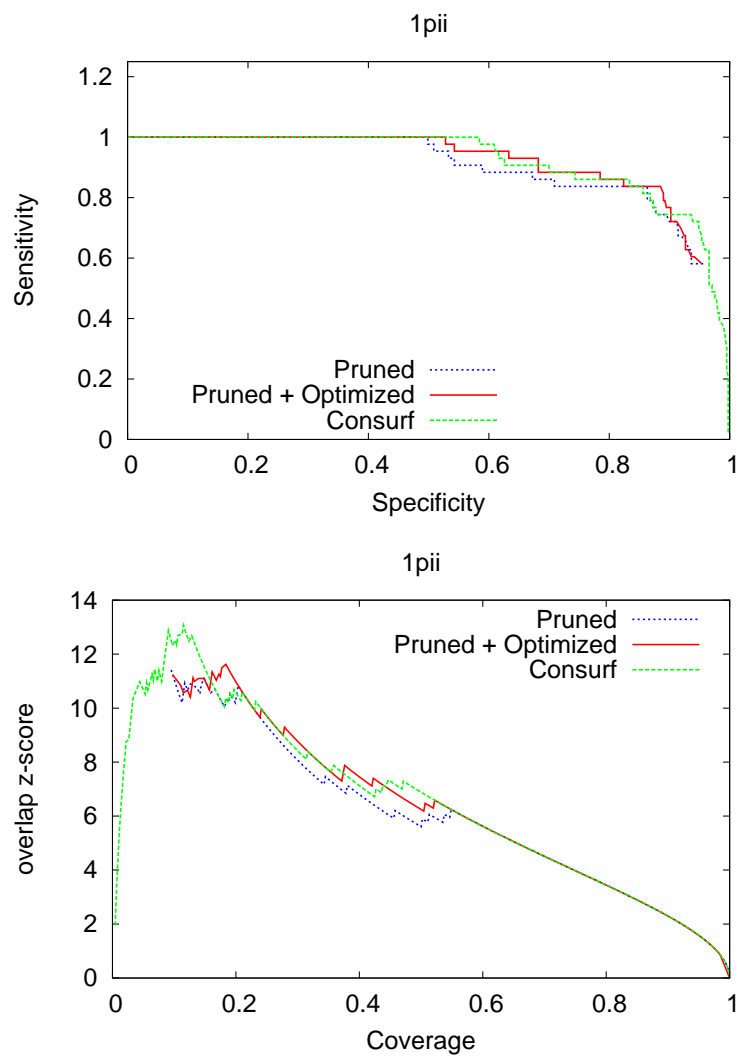 1pii
1.2
1
0.8
0.6
0.4
0.2
0
Sensitivity
Pruned
Pruned + Optimized
Consurf
0 0.2 0.4 0.6 0.8 1
Specificity
1pii
14
12
10
8
6
4
2
0
overlap z-score
Pruned
Pruned + Optimized
Consurf
0 0.2 0.4 0.6 0.8 1
Coverage